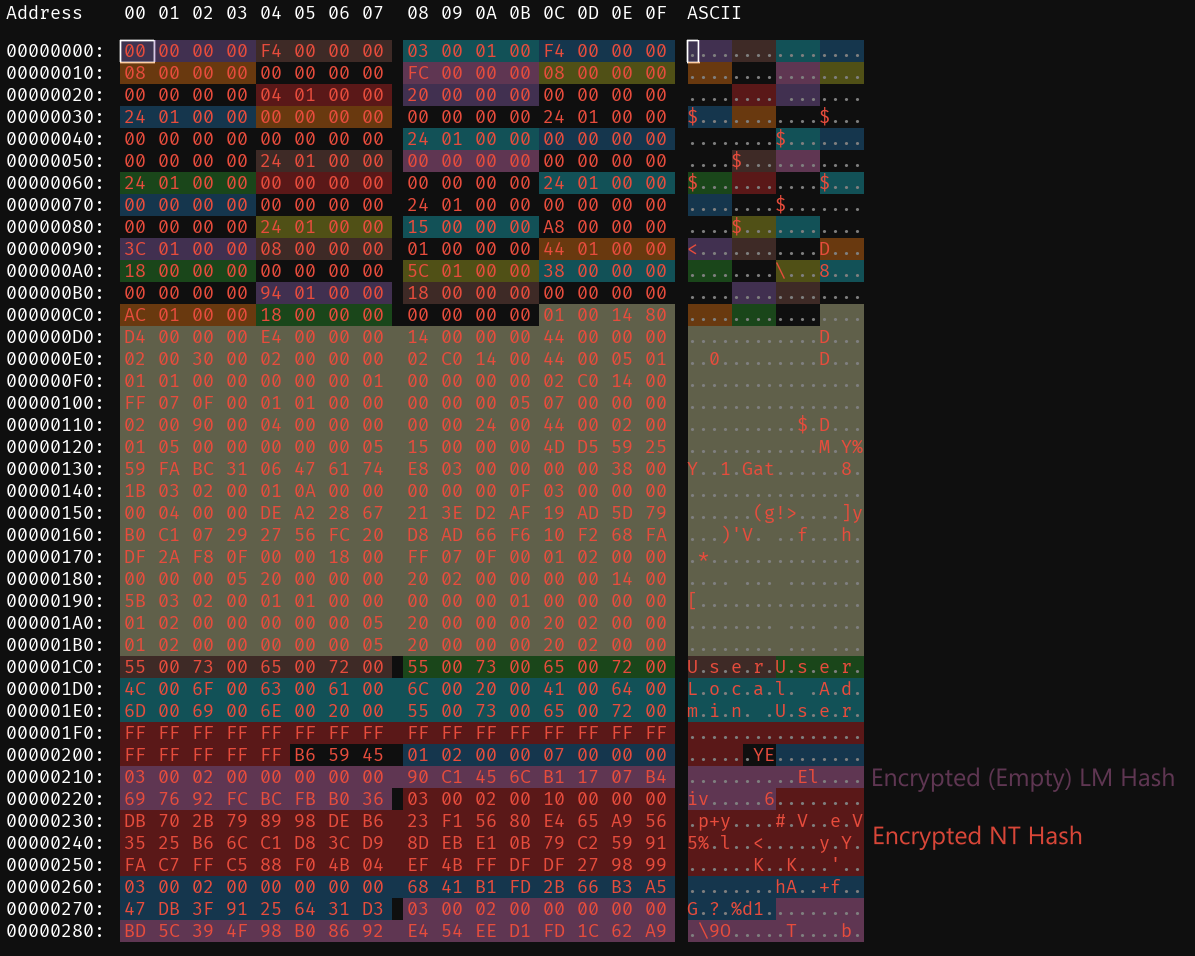 Address 00 01 02 03 04 05 06 07 08 09 0A 0B 0C 0D 0E 0F ASCII
00000000: 00 00 00 00 F4 00 00 00 03 00 01 00 F4 00 00 00 ................
00000010: 08 00 00 00 00 00 00 00 FC 00 00 00 08 00 00 00 ................
00000020: 00 00 00 00 04 01 00 00 20 00 00 00 00 00 00 00 ........ .......
00000030: 24 01 00 00 00 00 00 00 00 00 00 00 24 01 00 00 $...........$...
00000040: 00 00 00 00 00 00 00 00 24 01 00 00 00 00 00 00 ........$.......
00000050: 00 00 00 00 24 01 00 00 00 00 00 00 00 00 00 00 ....$...........
00000060: 24 01 00 00 00 00 00 00 00 00 00 00 24 01 00 00 $...........$...
00000070: 00 00 00 00 00 00 00 00 24 01 00 00 00 00 00 00 ........$.......
00000080: 00 00 00 00 24 01 00 00 15 00 00 00 A8 00 00 00 ....$...........
00000090: 3C 01 00 00 08 00 00 00 01 00 00 00 44 01 00 00 <...........D...
000000A0: 18 00 00 00 00 00 00 00 5C 01 00 00 38 00 00 00 ........\...8...
000000B0: 00 00 00 00 94 01 00 00 18 00 00 00 00 00 00 00 ................
000000C0: AC 01 00 00 18 00 00 00 00 00 00 00 01 00 14 80 ................
000000D0: D4 00 00 00 E4 00 00 00 14 00 00 00 44 00 00 00 ............D...
000000E0: 02 00 30 00 02 00 00 00 02 C0 14 00 44 00 05 01 ..0.........D...
000000F0: 01 01 00 00 00 00 00 01 00 00 00 00 02 C0 14 00 ................
00000100: FF 07 0F 00 01 01 00 00 00 00 00 05 07 00 00 00 ................
00000110: 02 00 90 00 04 00 00 00 00 00 24 00 44 00 02 00 ..........$.D...
00000120: 01 05 00 00 00 00 00 05 15 00 00 00 4D D5 59 25 ............M.Y%
00000130: 59 FA BC 31 06 47 61 74 E8 03 00 00 00 00 38 00 Y..1.Gat......8.
00000140: 1B 03 02 00 01 0A 00 00 00 00 00 0F 03 00 00 00 ................
00000150: 00 04 00 00 DE A2 28 67 21 3E D2 AF 19 AD 5D 79 ......(g!>....]y
00000160: B0 C1 07 29 27 56 FC 20 D8 AD 66 F6 10 F2 68 FA ...)'V. ..f...h.
00000170: DF 2A F8 0F 00 00 18 00 FF 07 0F 00 01 02 00 00 .*..............
00000180: 00 00 00 05 20 00 00 00 20 02 00 00 00 00 14 00 .... ... .......
00000190: 5B 03 02 00 01 01 00 00 00 00 00 01 00 00 00 00 [...............
000001A0: 01 02 00 00 00 00 00 05 20 00 00 00 20 02 00 00 ........ ... ...
000001B0: 01 02 00 00 00 00 00 05 20 00 00 00 20 02 00 00 ........ ... ...
000001C0: 55 00 73 00 65 00 72 00 55 00 73 00 65 00 72 00 U.s.e.r.U.s.e.r.
000001D0: 4C 00 6F 00 63 00 61 00 6C 00 20 00 41 00 64 00 L.o.c.a.l. .A.d.
000001E0: 6D 00 69 00 6E 00 20 00 55 00 73 00 65 00 72 00 m.i.n. .U.s.e.r.
000001F0: FF FF FF FF FF FF FF FF FF FF FF FF FF FF FF FF ................
00000200: FF FF FF FF FF B6 59 45 01 02 00 00 07 00 00 00 ......YE........
00000210: 03 00 02 00 00 00 00 00 90 C1 45 6C B1 17 07 B4 ..........El....
Encrypted (Empty) LM Hash
00000220: 69 76 92 FC BC FB B0 36 03 00 02 00 10 00 00 00 iv.....6........
00000230: DB 70 2B 79 89 98 DE B6 23 F1 56 80 E4 65 A9 56 .p+y....#.V..e.V
Encrypted NT Hash
00000240: 35 25 B6 6C C1 D8 3C D9 8D EB E1 0B 79 C2 59 91 5%.l..<.....y.Y.
00000250: FA C7 FF C5 88 F0 4B 04 EF 4B FF DF DF 27 98 99 ......K..K...'..
00000260: 03 00 02 00 00 00 00 00 68 41 B1 FD 2B 66 B3 A5 ........hA..+f..
00000270: 47 DB 3F 91 25 64 31 D3 03 00 02 00 00 00 00 00 G.?.%d1.........
00000280: BD 5C 39 4F 98 B0 86 92 E4 54 EE D1 FD 1C 62 A9 .\9O.....T....b.